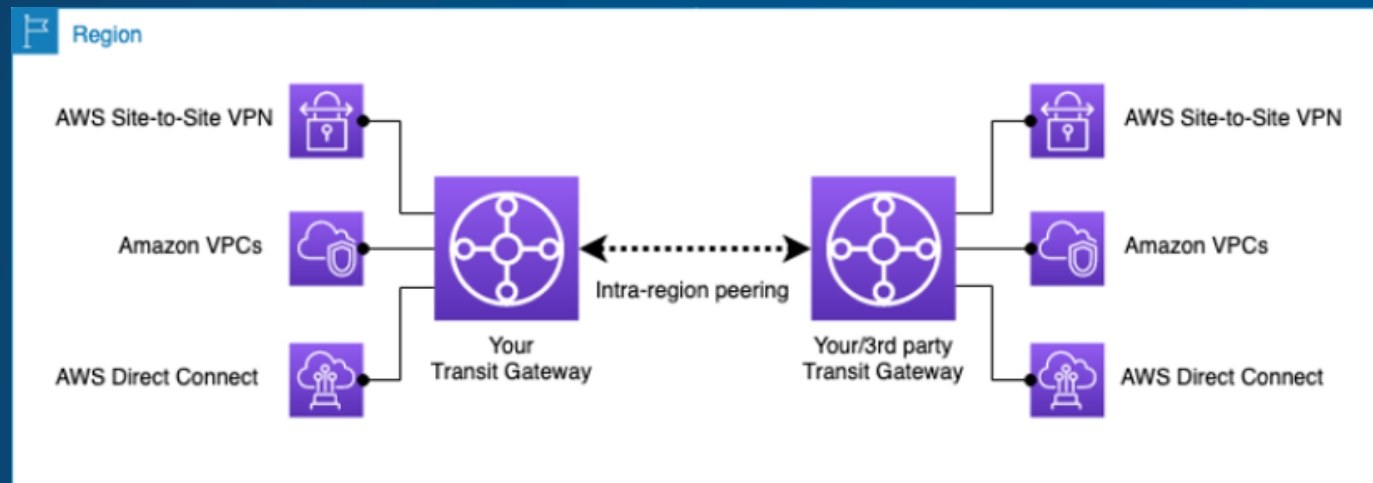 Region
AWS Site-to-Site VPN
Amazon VPCs
AWS Direct Connect
Your
Transit Gateway
Intra-region peering
Your/3rd party
Transit Gateway
AWS Site-to-Site VPN
Amazon VPCs
AWS Direct Connect